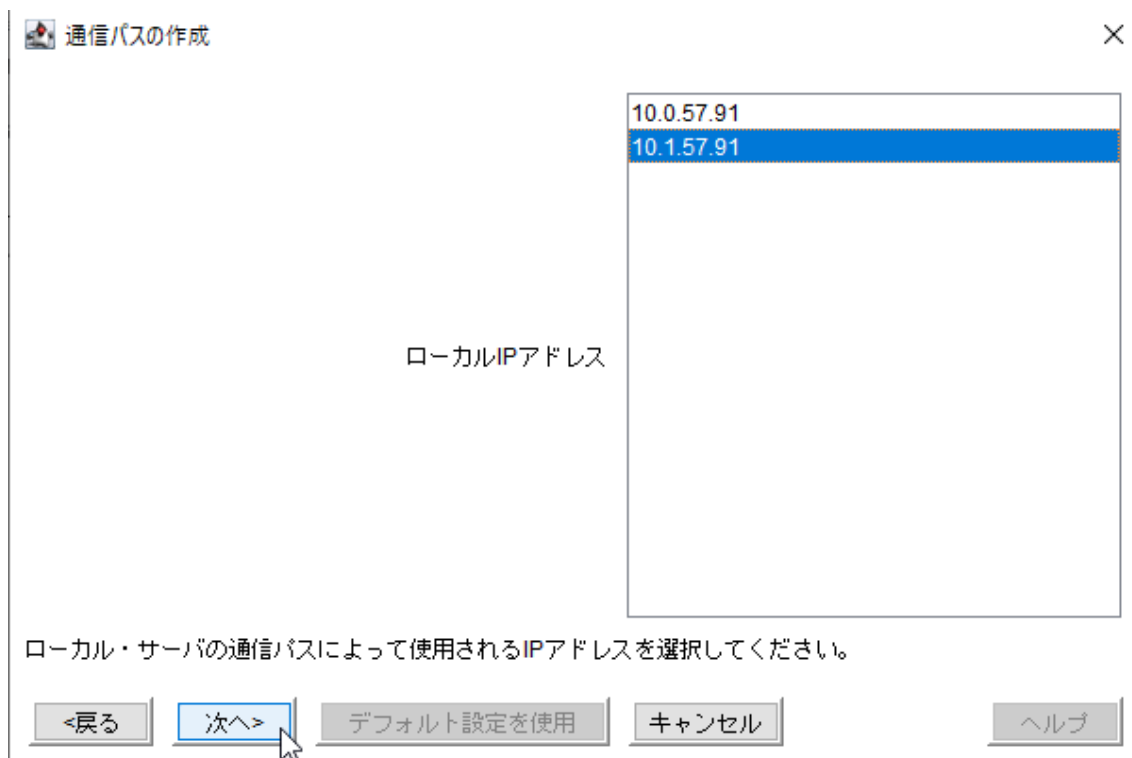 通信パスの作成
10.0.57.91
10.1.57.91
ローカルIPアドレス
ローカル・サーバの通信パスによって使用されるIPアドレスを選択してください。
<戻る 次へ> デフォルト設定を使用 キャンセル ヘルプ